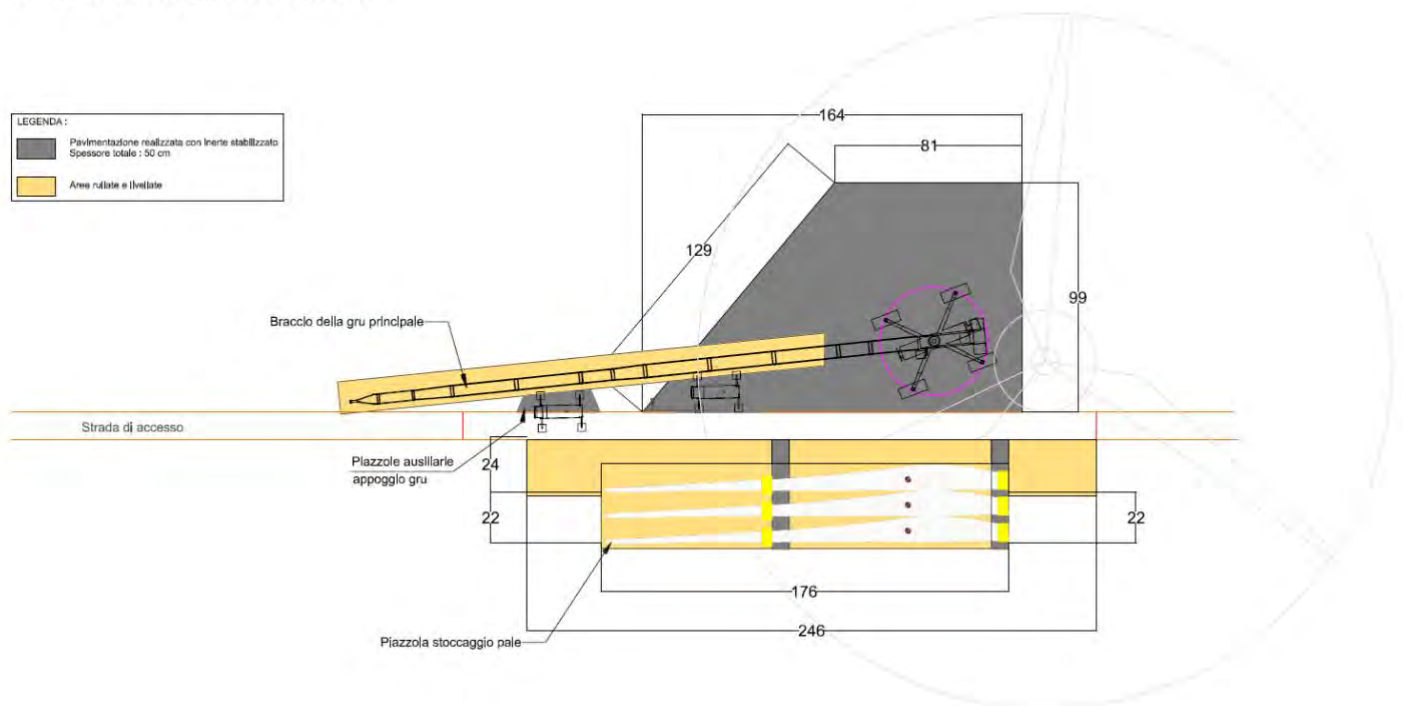 LEGENDA :
Pavimentazione realizzata con inerte stabilizzato
Spessore totale : 50 cm
Aree rullate e livellate
164
81
129
99
Braccio della gru principale
Strada di accesso
Piazzole ausiliarie
appoggio gru
24
22
22
176
246
Piazzola stoccaggio pale